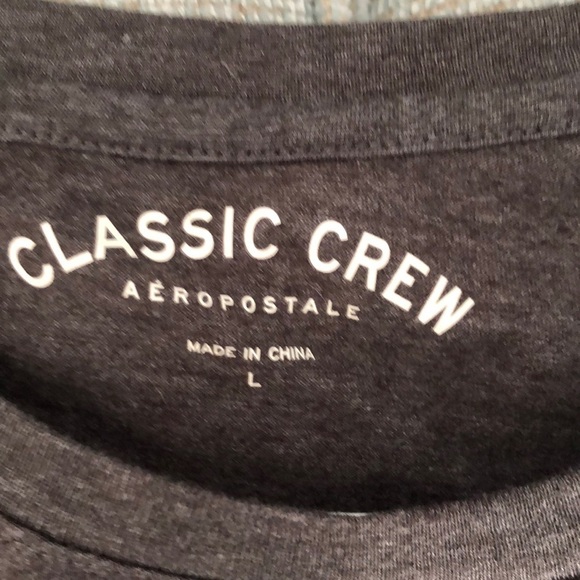 CLASSIC CREW
AÉROPOSTALE
MADE IN CHINA
L